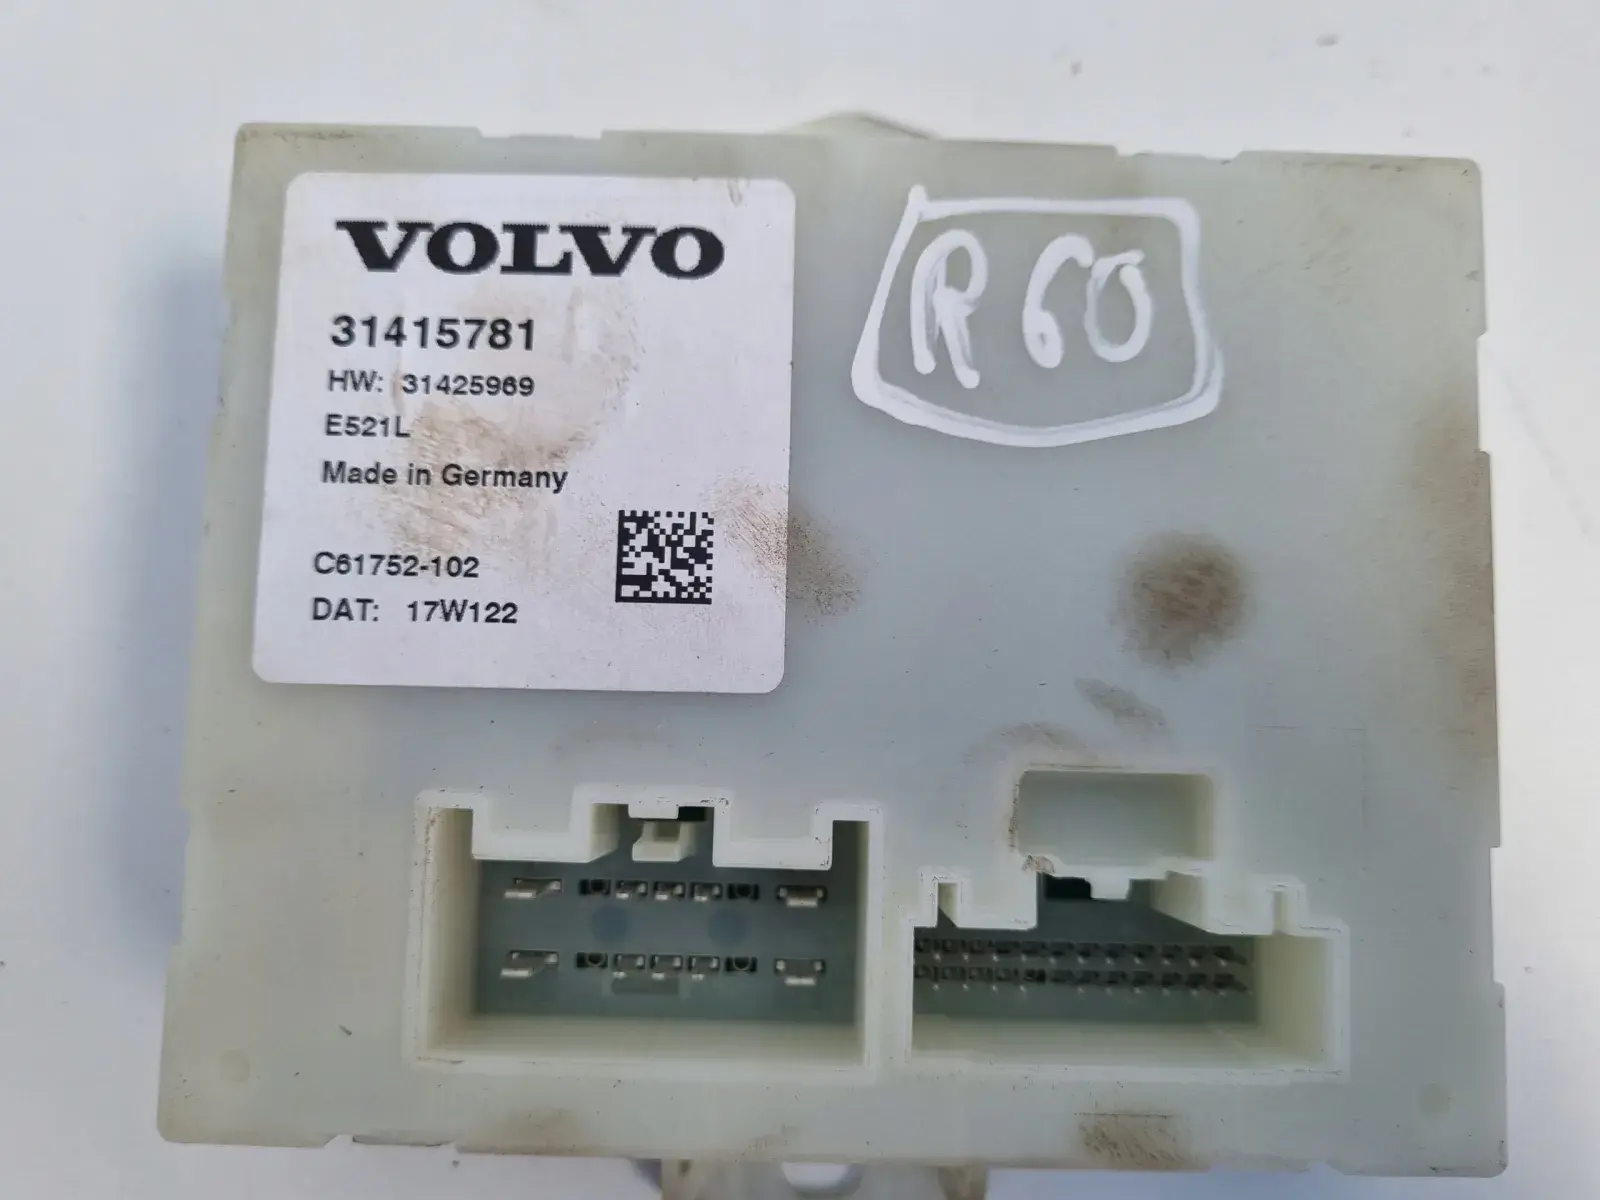 VOLVO
31415781
HW: 31425969
E521L
Made in Germany
C61752-102
DAT: 17W122
R60